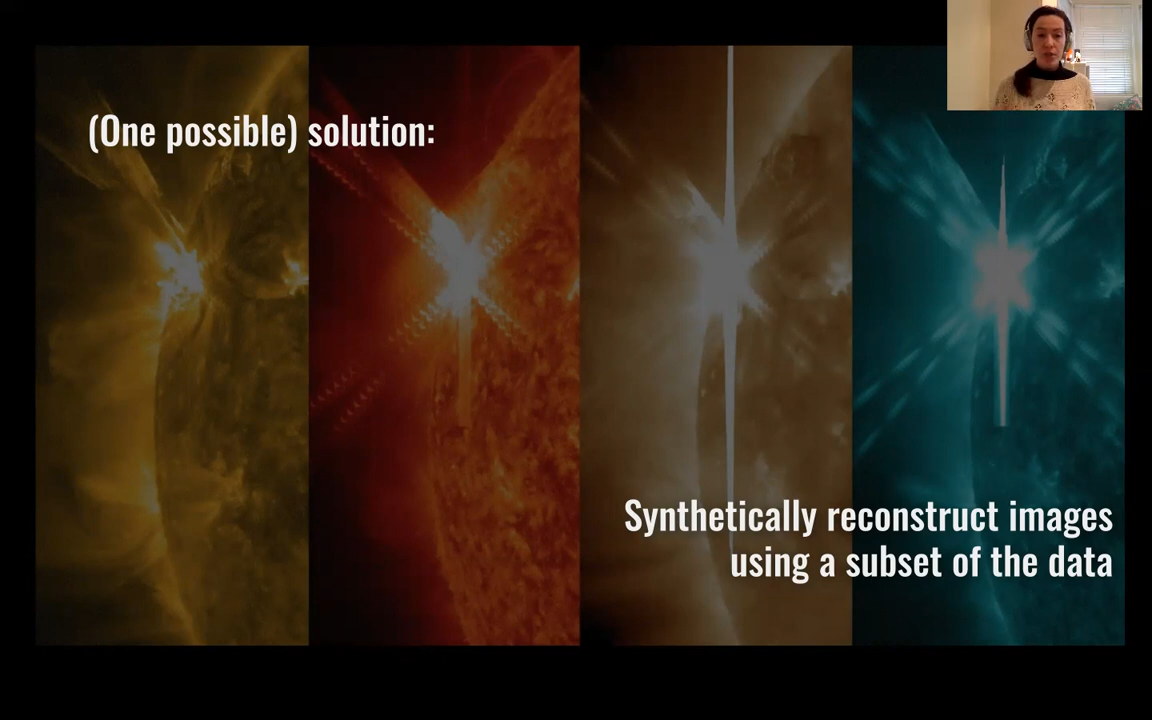 (One possible) solution:
Synthetically reconstruct images
using a subset of the data